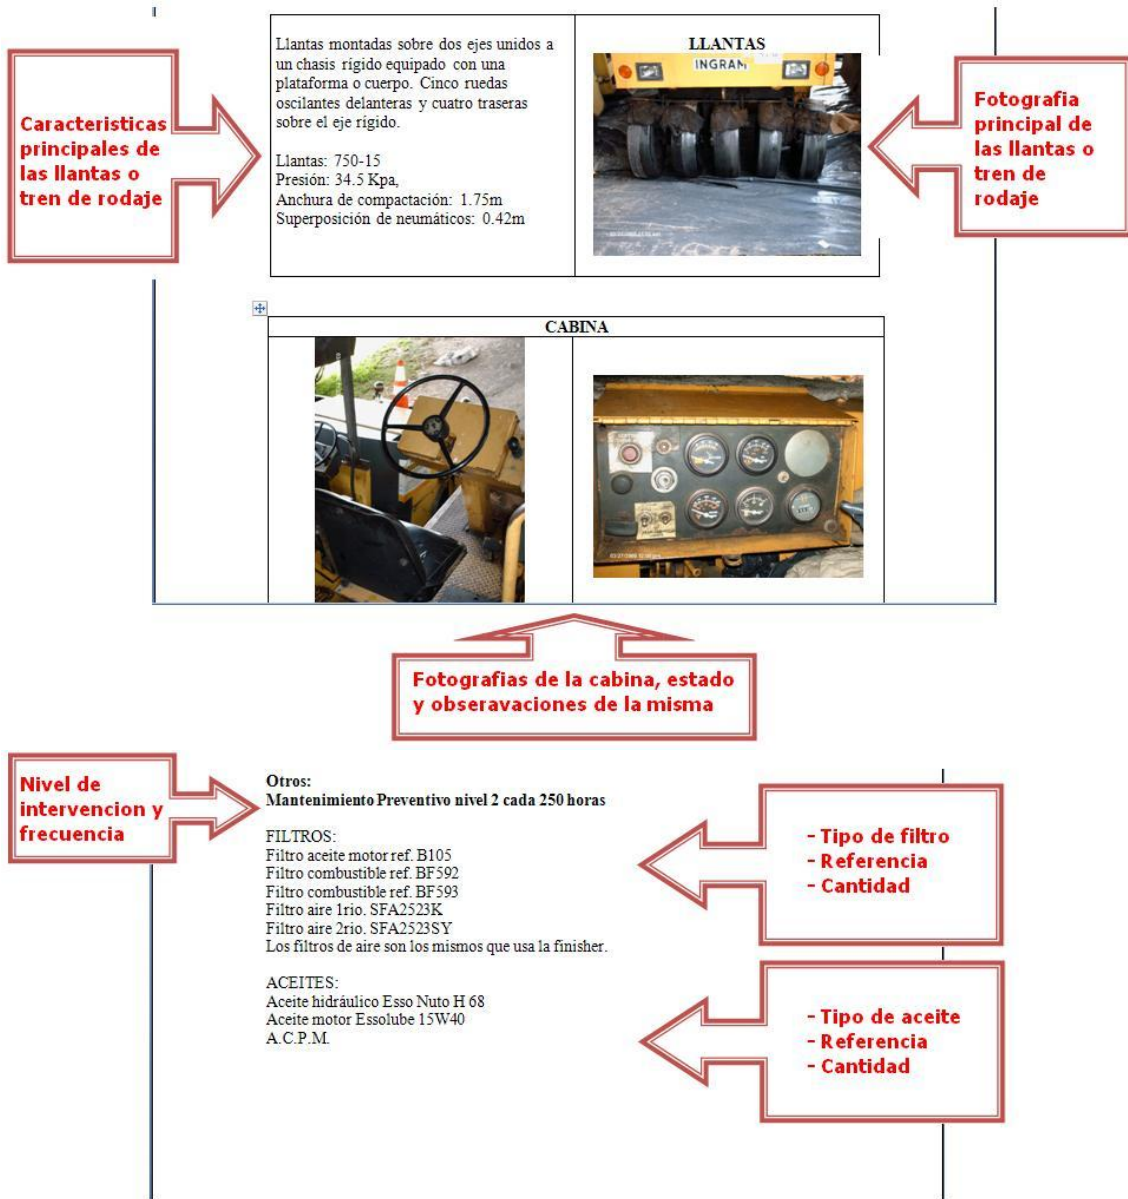 Llantas montadas sobre dos ejes unidos a
un chasis rígido equipado con una
plataforma o cuerpo. Cinco ruedas
oscilantes delanteras y cuatro traseras
sobre el eje rígido.
Llantas: 750-15
Presión: 34.5 Kpa,
Anchura de compactación: 1.75m
Superposición de neumáticos: 0.42m
LLANTAS
INGRAM
Caracteristicas
principales de
las llantas o
tren de rodaje
Fotografia
principal de
las llantas o
tren de
rodaje
CABINA
Fotografias de la cabina, estado
y obseravaciones de la misma
Nivel de
intervencion y
frecuencia
Otros:
Mantenimiento Preventivo nivel 2 cada 250 horas
FILTROS:
Filtro aceite motor ref. B105
Filtro combustible ref. BF592
Filtro combustible ref. BF593
Filtro aire 1rio. SFA2523K
Filtro aire 2rio. SFA2523SY
Los filtros de aire son los mismos que usa la finisher.
- Tipo de filtro
- Referencia
- Cantidad
ACEITES:
Aceite hidráulico Esso Nuto H 68
Aceite motor Essolube 15W40
A.C.P.M.
- Tipo de aceite
- Referencia
- Cantidad